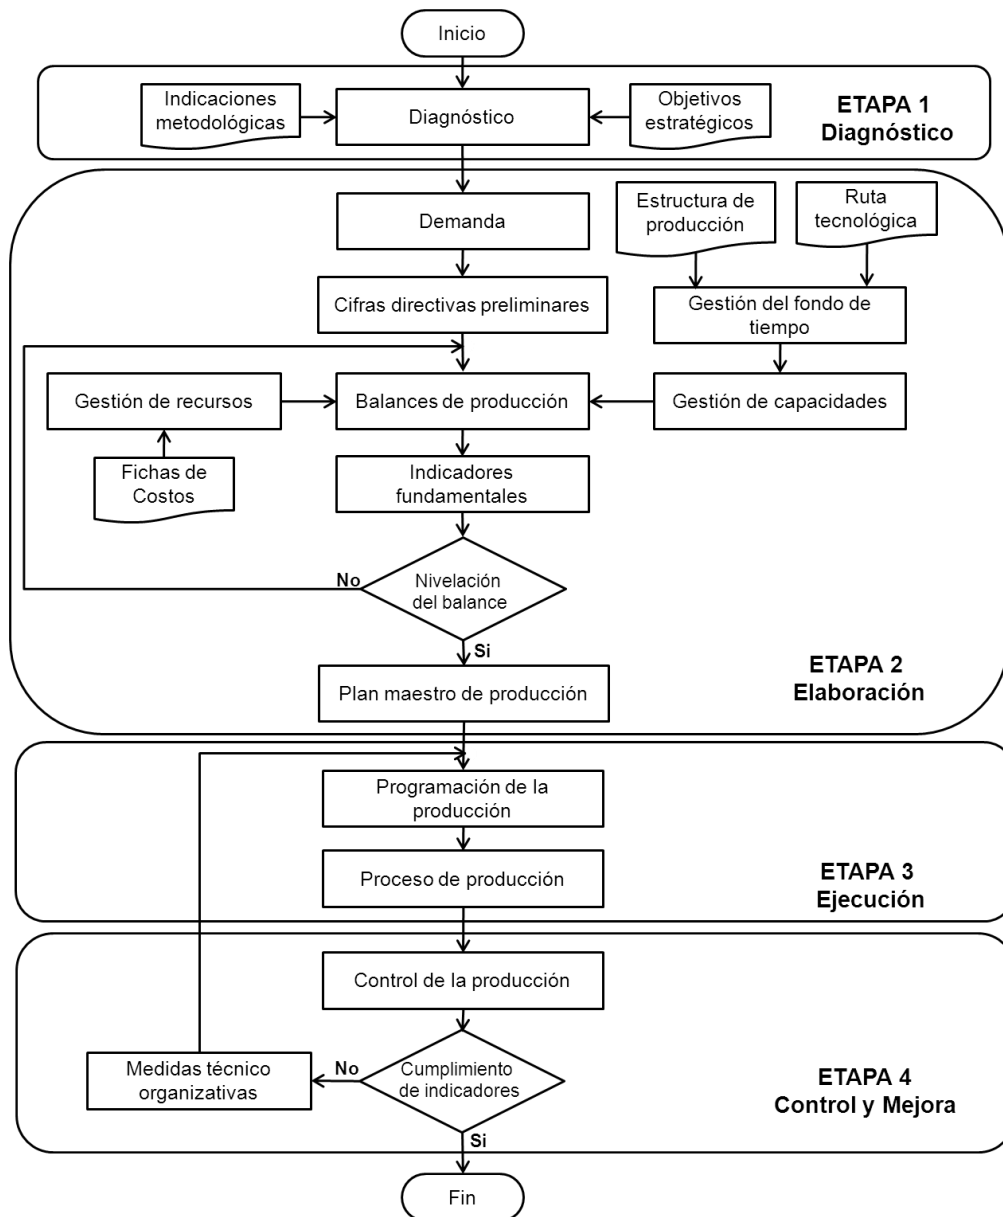 Inicio
Indicaciones
metodológicas
Diagnóstico
Objetivos
estratégicos
ETAPA 1
Diagnóstico
Demanda
Estructura de
producción
Ruta
tecnológica
Cifras directivas preliminares
Gestión del fondo de
tiempo
Gestión de recursos
Balances de producción
Gestión de capacidades
Fichas de
Costos
Indicadores
fundamentales
No
Nivelación
del balance
Si
ETAPA 2
Elaboración
Plan maestro de producción
Programación de la
producción
Proceso de producción
ETAPA 3
Ejecución
Control de la producción
Medidas técnico
organizativas
No
Cumplimiento
de indicadores
ETAPA 4
Control y Mejora
Si
Fin